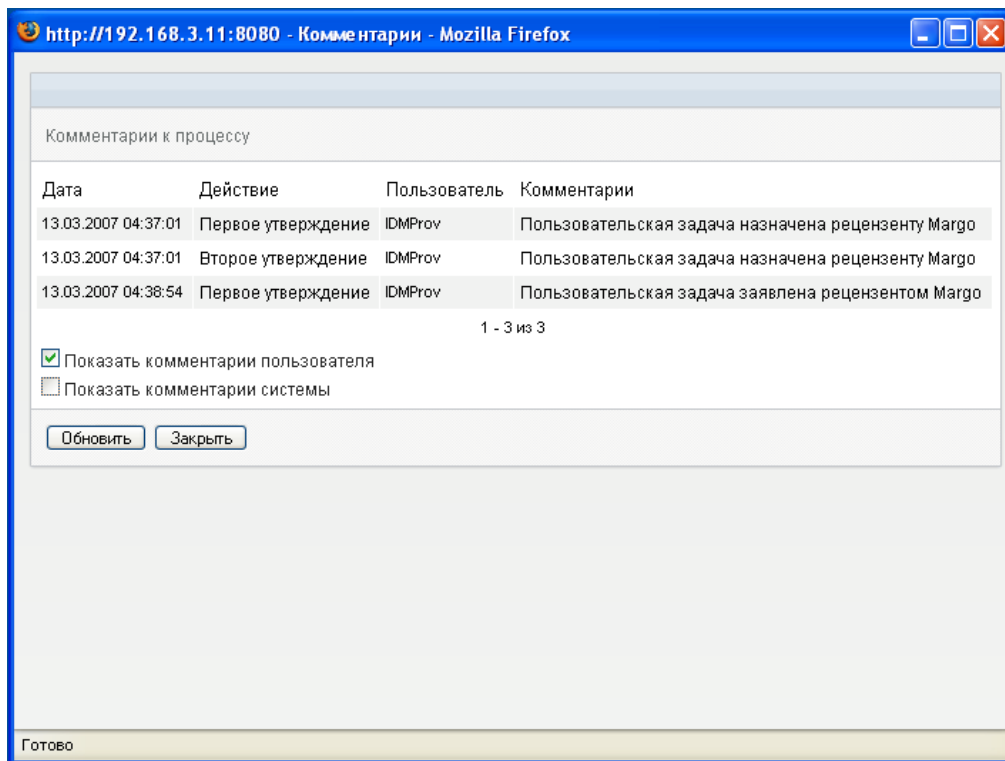 http://192.168.3.11:8080 - Комментарии - Mozilla Firefox
Комментарии к процессу
Дата Действие Пользователь Комментарии
13.03.2007 04:37:01 Первое утверждение IDMProv Пользовательская задача назначена рецензенту Margo
13.03.2007 04:37:01 Второе утверждение IDMProv Пользовательская задача назначена рецензенту Margo
13.03.2007 04:38:54 Первое утверждение IDMProv Пользовательская задача заявлена рецензентом Margo
1 - 3 из 3
Показать комментарии пользователя
Показать комментарии системы
Обновить Закрыть
Готово